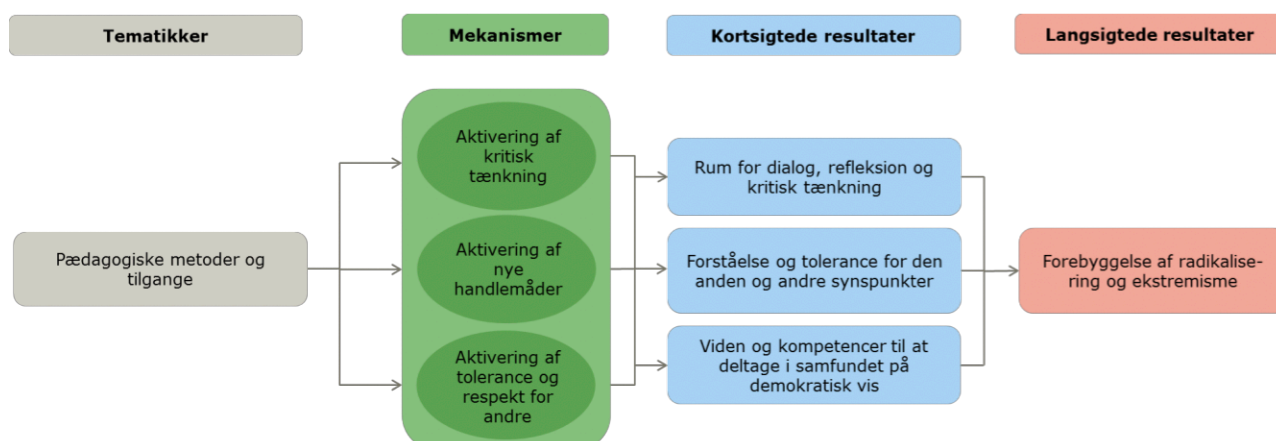 Tematikker
Mekanismer
Kortsigtede resultater
Langsigtede resultater
Pædagogiske metoder og
tilgange
Aktivering af
kritisk
tænkning
Aktivering af
nye
handlemåder
Aktivering af
tolerance og
respekt for
andre
Rum for dialog, refleksion og
kritisk tænkning
Forståelse og tolerance for den
anden og andre synspunkter
Viden og kompetencer til at
deltage i samfundet på
demokratisk vis
Forebyggelse af radikalise-
ring og ekstremisme